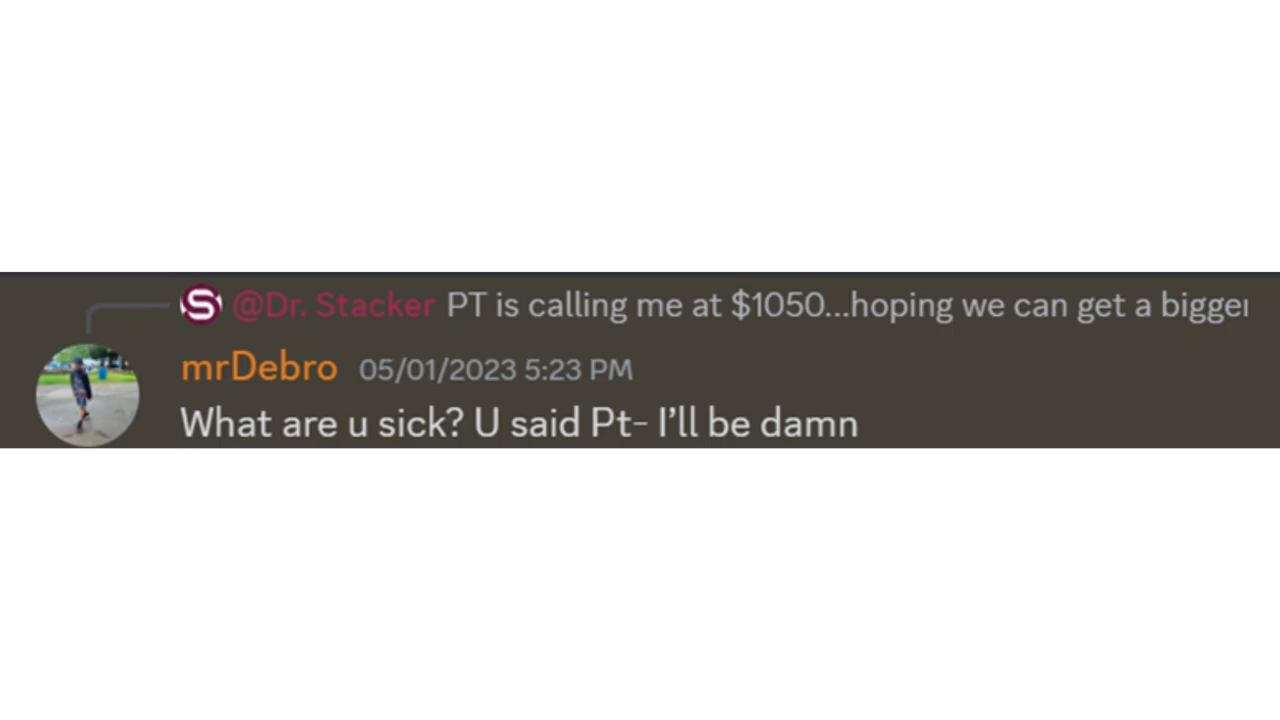 @Dr. Stacker PT is calling me at $1050...hoping we can get a bigger
mrDebro 05/01/2023 5:23 PM
What are u sick? U said Pt- I’ll be damn